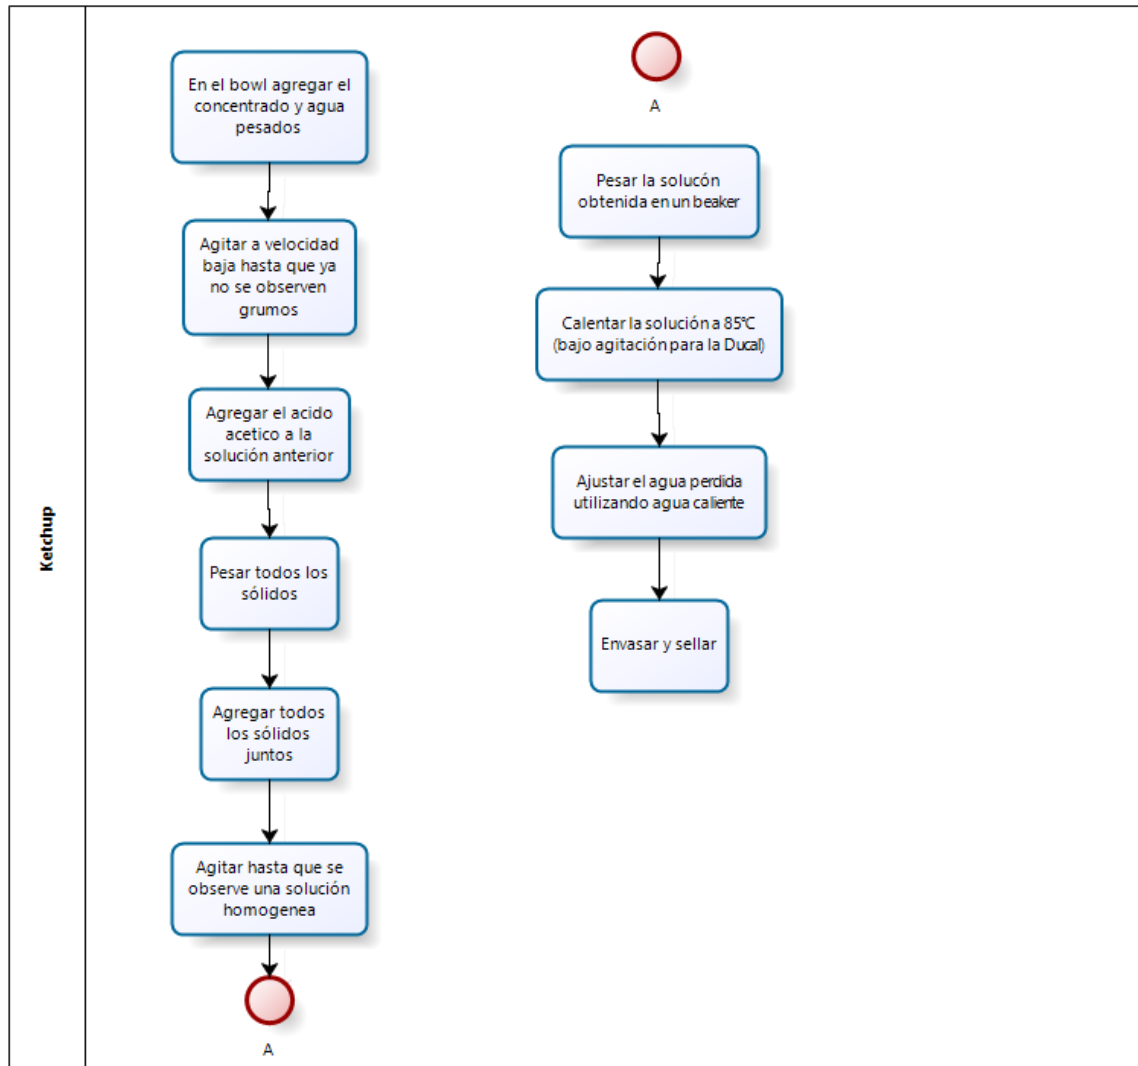 Ketchup
En el bowl agregar el
concentrado y agua
pesados
Agitar a velocidad
baja hasta que ya
no se observen
grumos
Agregar el acido
acetico a la
solución anterior
Pesar todos los
sólidos
Agregar todos
los sólidos
juntos
Agitar hasta que se
observe una solución
homogenea
A
A
Pesar la solucón
obtenida en un beaker
Calentar la solución a 85°C
(bajo agitación para la Ducal)
Ajustar el agua perdida
utilizando agua caliente
Envasar y sellar